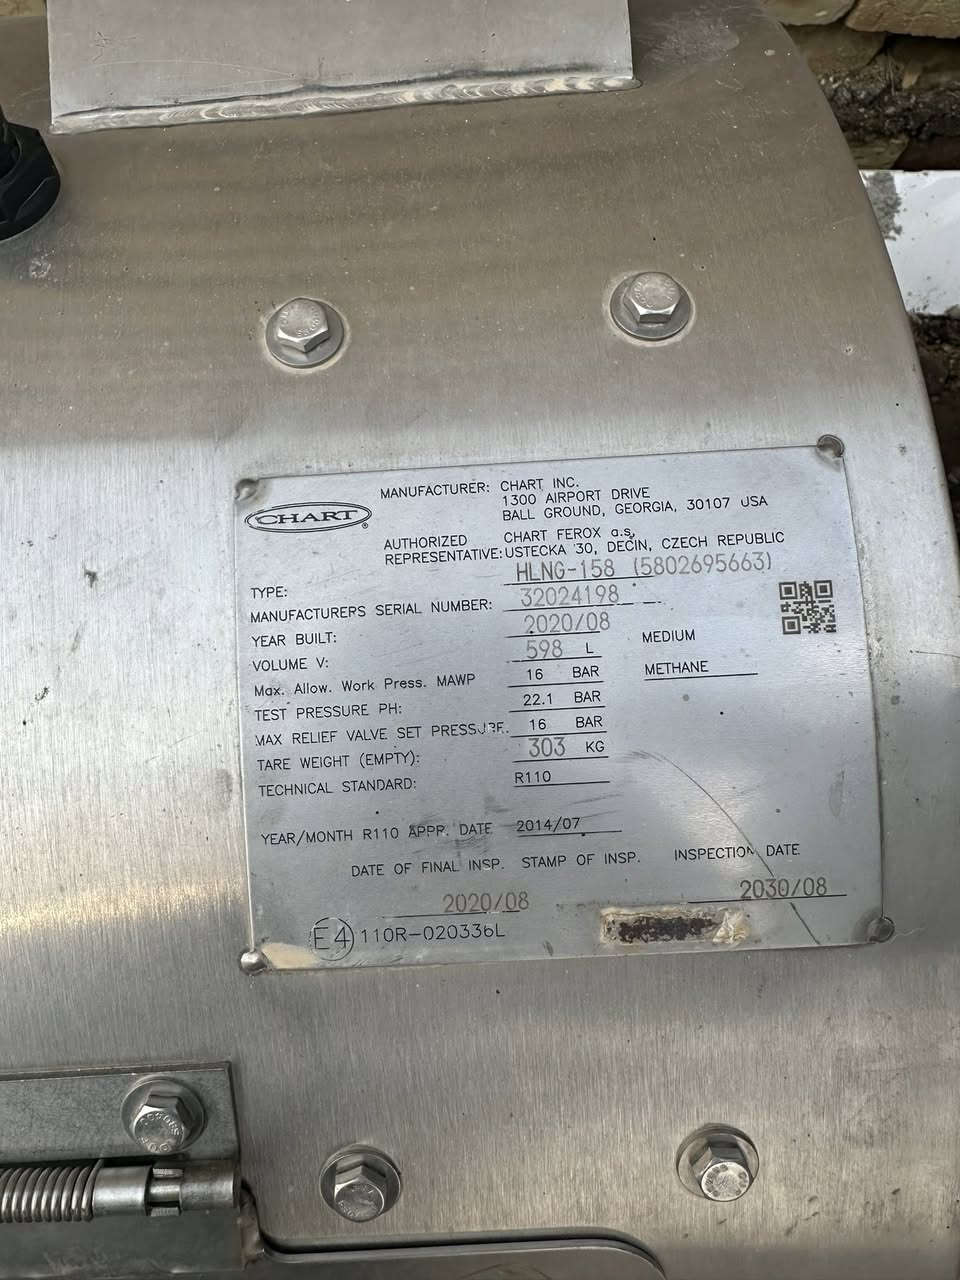 CHART®
MANUFACTURER: CHART INC.
1300 AIRPORT DRIVE
BALL GROUND, GEORGIA, 30107 USA
AUTHORIZED REPRESENTATIVE: CHART FEROX a.s,
USTECKA 30, DECIN, CZECH REPUBLIC
TYPE: HLNG-158 (5802695663)
MANUFACTURERS SERIAL NUMBER: 32024198
YEAR BUILT: 2020/08
VOLUME V: 598 L
MEDIUM
Max. Allow. Work Press. MAWP 16 BAR
METHANE
TEST PRESSURE PH: 22.1 BAR
MAX RELIEF VALVE SET PRESSURE: 16 BAR
TARE WEIGHT (EMPTY): 303 KG
TECHNICAL STANDARD: R110
YEAR/MONTH R110 APPR. DATE 2014/07
DATE OF FINAL INSP. STAMP OF INSP. INSPECTION DATE
2020/08 2030/08
E4 110R-020336L